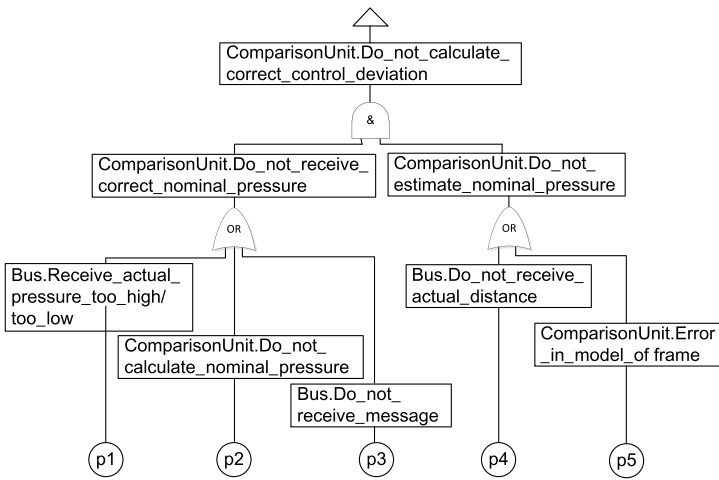 ComparisonUnit.Do_not_calculate_
correct_control_deviation
&
ComparisonUnit.Do_not_receive_
correct_nominal_pressure
ComparisonUnit.Do_not_
estimate_nominal_pressure
OR
OR
Bus.Receive_actual_
pressure_too_high/
too_low
Bus.Do_not_receive_
actual_distance
ComparisonUnit.Do_not_
calculate_nominal_pressure
ComparisonUnit.Error
_in_model_of frame
Bus.Do_not_
receive_message
p1
p2
p3
p4
p5